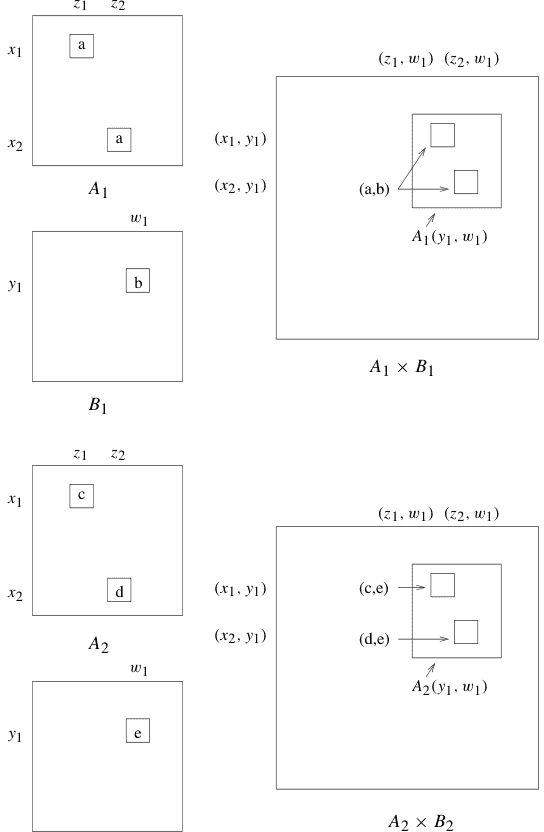 z₁ z₂
x₁ a
x₂ a
A₁
w₁
y₁ b
B₁
(z₁, w₁) (z₂, w₁)
(x₁, y₁)
(x₂, y₁) (a,b)
A₁(y₁, w₁)
A₁ × B₁
z₁ z₂
x₁ c
x₂ d
A₂
w₁
y₁ e
(z₁, w₁) (z₂, w₁)
(x₁, y₁) (c,e)
(x₂, y₁) (d,e)
A₂(y₁, w₁)
A₂ × B₂